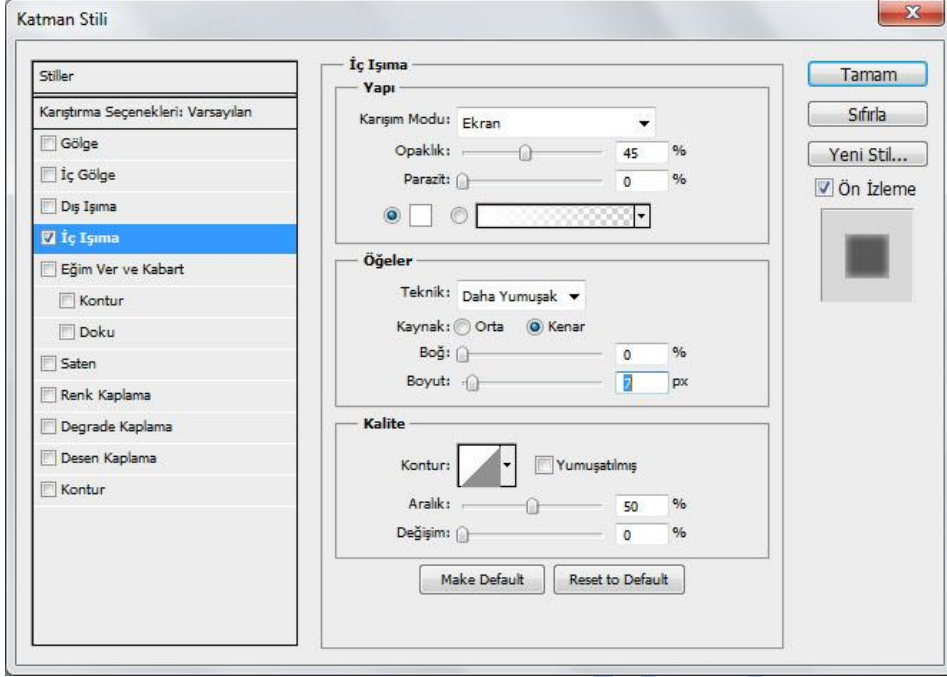 Katman Stili
Stiller
Karıştırma Seçenekleri: Varsayılan
Gölge
İç Gölge
Dış Işıma
İç Işıma
Eğim Ver ve Kabart
Kontur
Doku
Saten
Renk Kaplama
Degrade Kaplama
Desen Kaplama
Kontur
İç Işıma
Yapı
Karışım Modu: Ekran
Opaklık: 45 %
Parazit: 0 %
Öğeler
Teknik: Daha Yumuşak
Kaynak: Orta Kenar
Boğ: 0 %
Boyut: 7 px
Kalite
Kontur: Yumuşatılmış
Aralık: 50 %
Değişim: 0 %
Make Default Reset to Default
Tamam
Sıfırla
Yeni Stil...
Ön İzleme